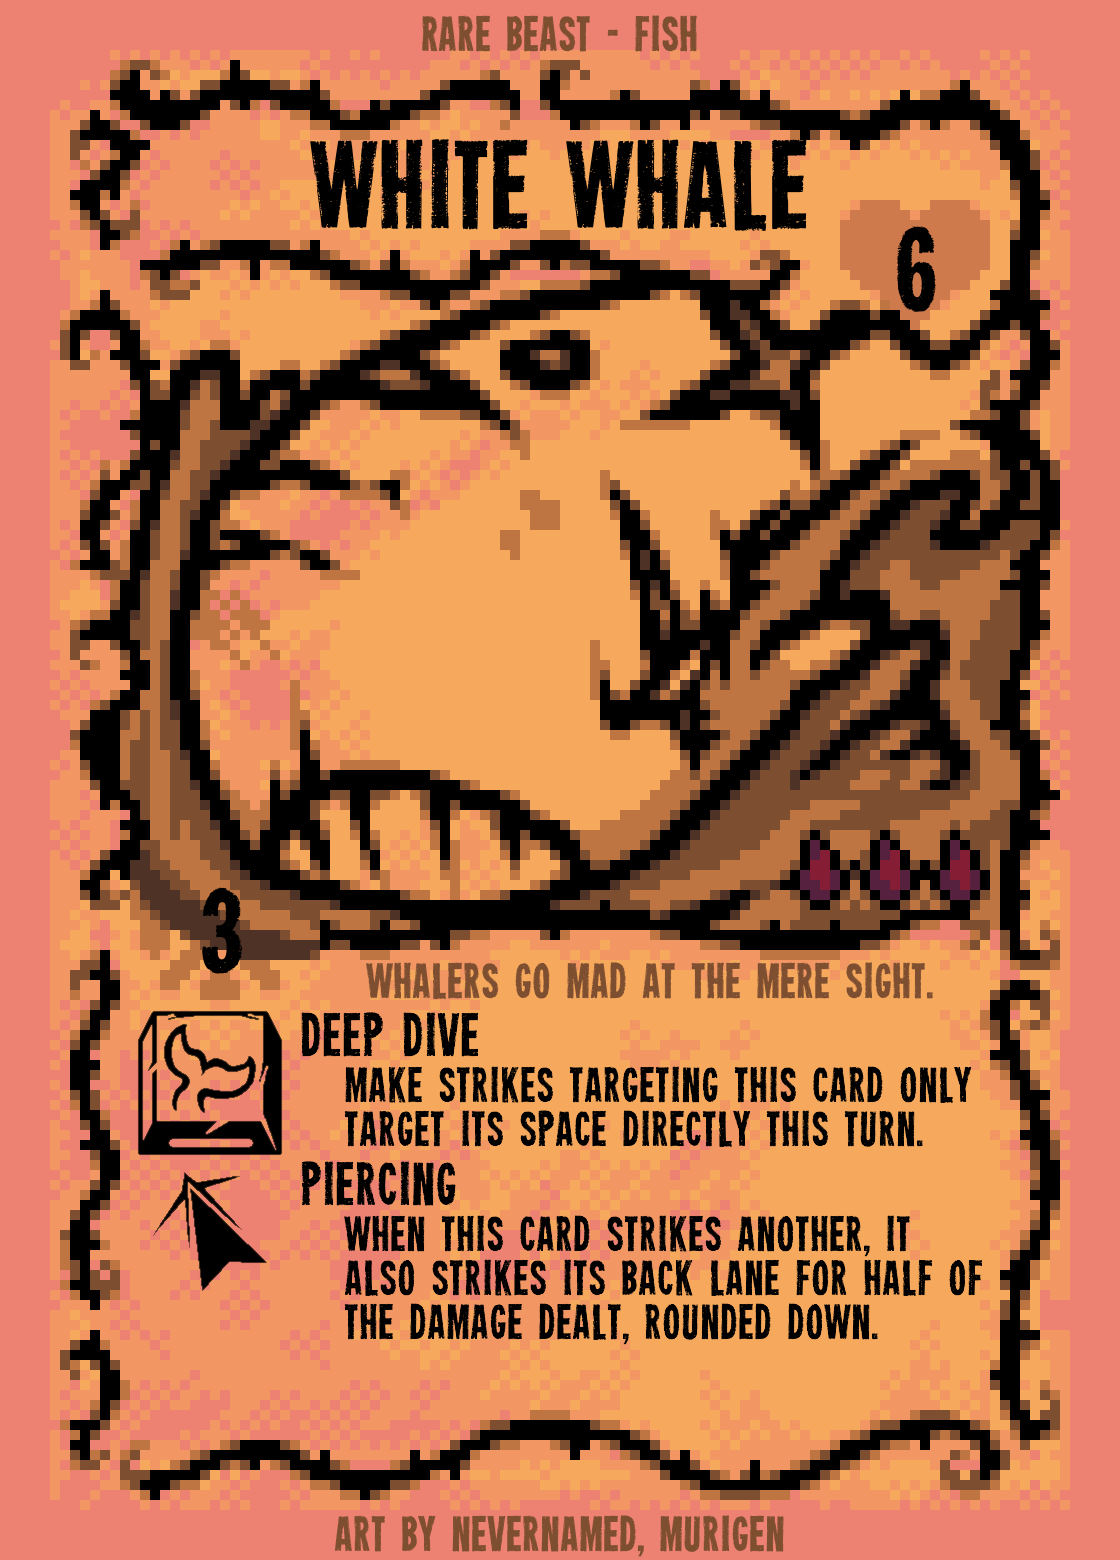 RARE BEAST - FISH
WHITE WHALE
6
3
WHALERS GO MAD AT THE MERE SIGHT.
DEEP DIVE
MAKE STRIKES TARGETING THIS CARD ONLY
TARGET ITS SPACE DIRECTLY THIS TURN.
PIERCING
WHEN THIS CARD STRIKES ANOTHER, IT
ALSO STRIKES ITS BACK LANE FOR HALF OF
THE DAMAGE DEALT, ROUNDED DOWN.
ART BY NEVERNAMED, MURIGEN